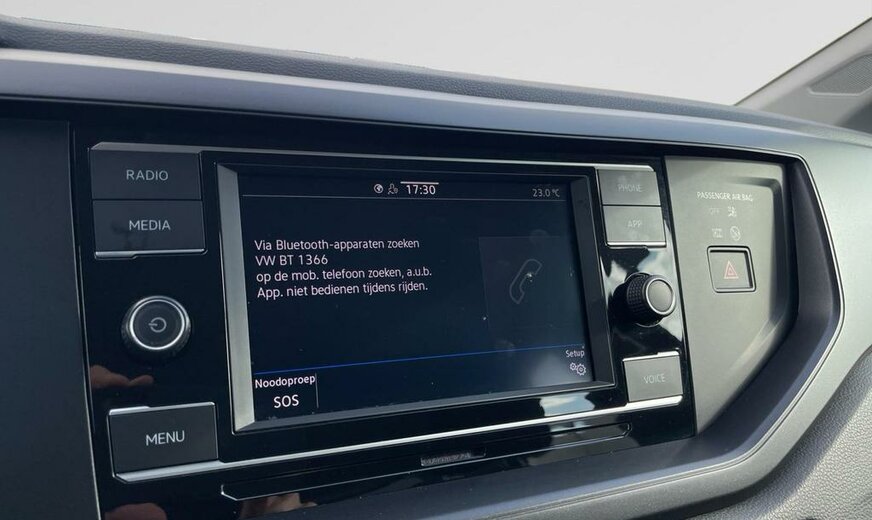 RADIO
MEDIA
MENU
17:30
23.0 °C
Via Bluetooth-apparaten zoeken
VW BT 1366
op de mob. telefoon zoeken, a.u.b.
App. niet bedienen tijdens rijden.
Noodoproep
SOS
Setup
PHONE
APP
VOICE
PASSENGER AIR BAG
OFF